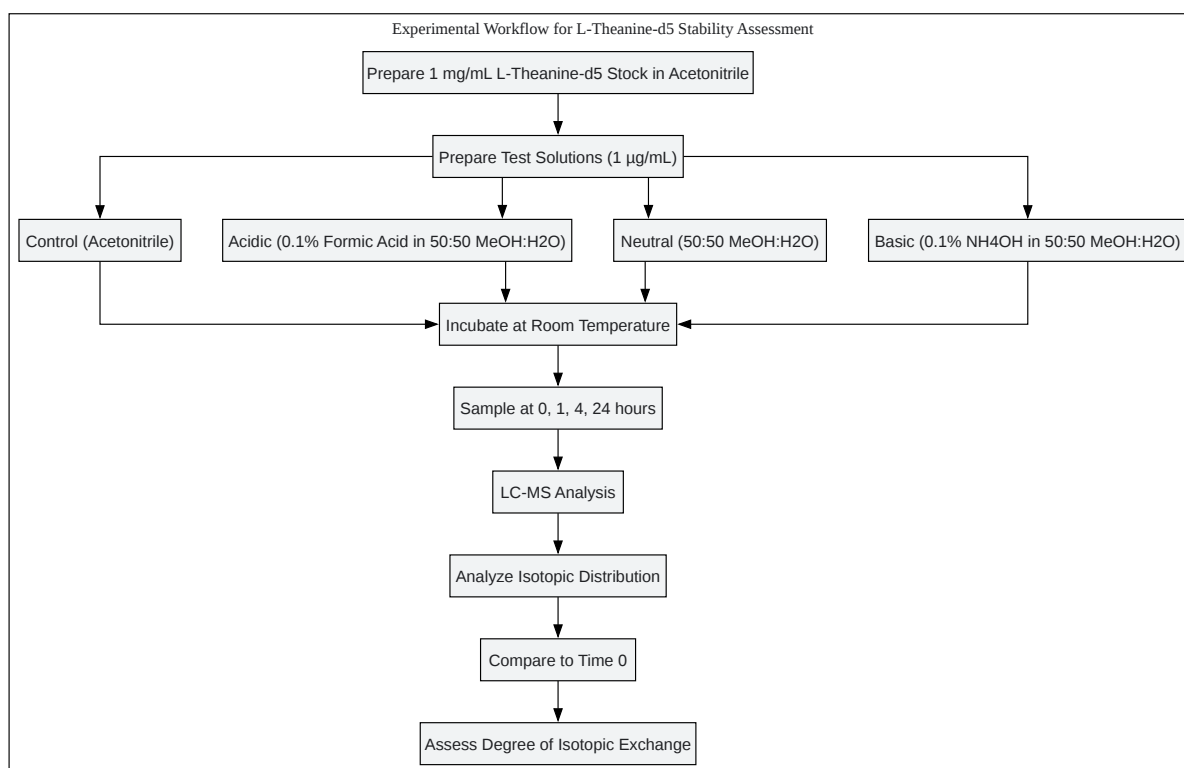 Experimental Workflow for L-Theanine-d5 Stability Assessment
Prepare 1 mg/mL L-Theanine-d5 Stock in Acetonitrile
Prepare Test Solutions (1 µg/mL)
Control (Acetonitrile)
Acidic (0.1% Formic Acid in 50:50 MeOH:H2O)
Neutral (50:50 MeOH:H2O)
Basic (0.1% NH4OH in 50:50 MeOH:H2O)
Incubate at Room Temperature
Sample at 0, 1, 4, 24 hours
LC-MS Analysis
Analyze Isotopic Distribution
Compare to Time 0
Assess Degree of Isotopic Exchange